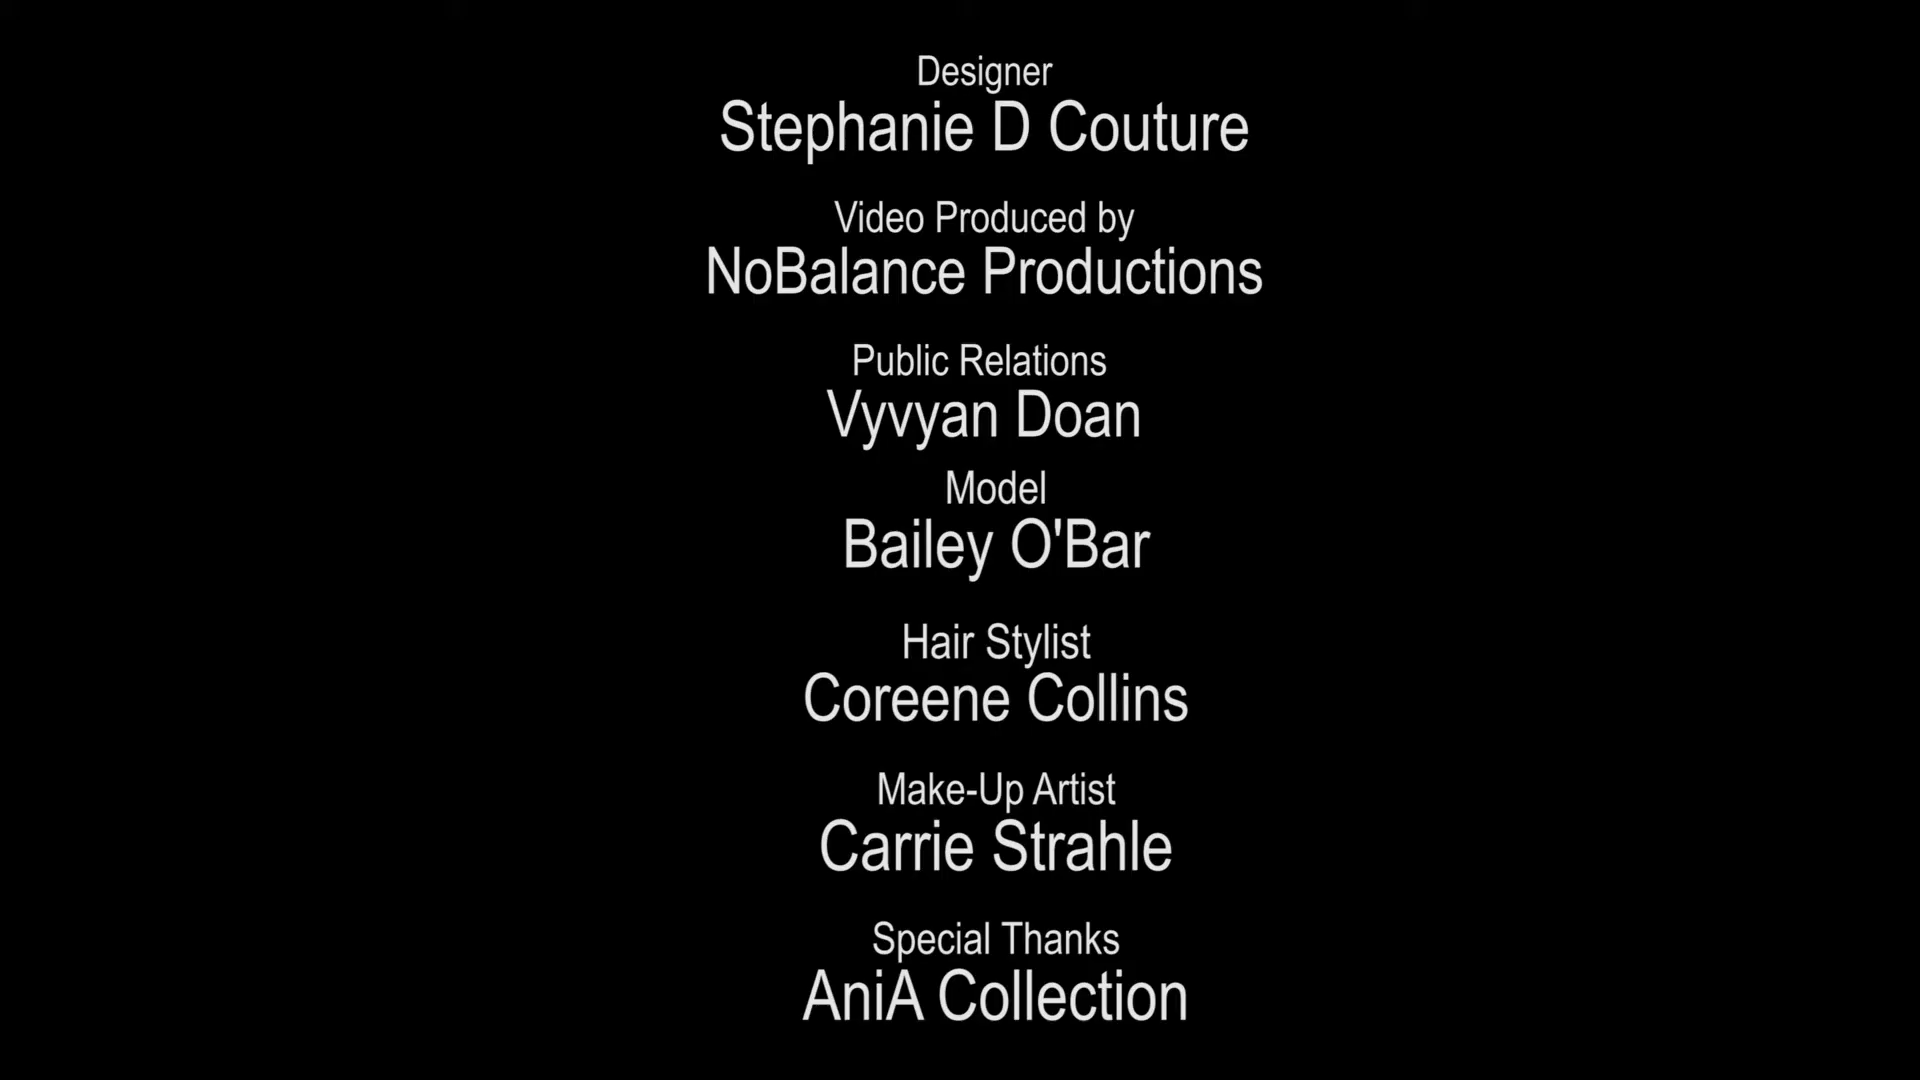 Designer
Stephanie D Couture
Video Produced by
NoBalance Productions
Public Relations
Vyvyan Doan
Model
Bailey O'Bar
Hair Stylist
Coreene Collins
Make-Up Artist
Carrie Strahle
Special Thanks
AniA Collection